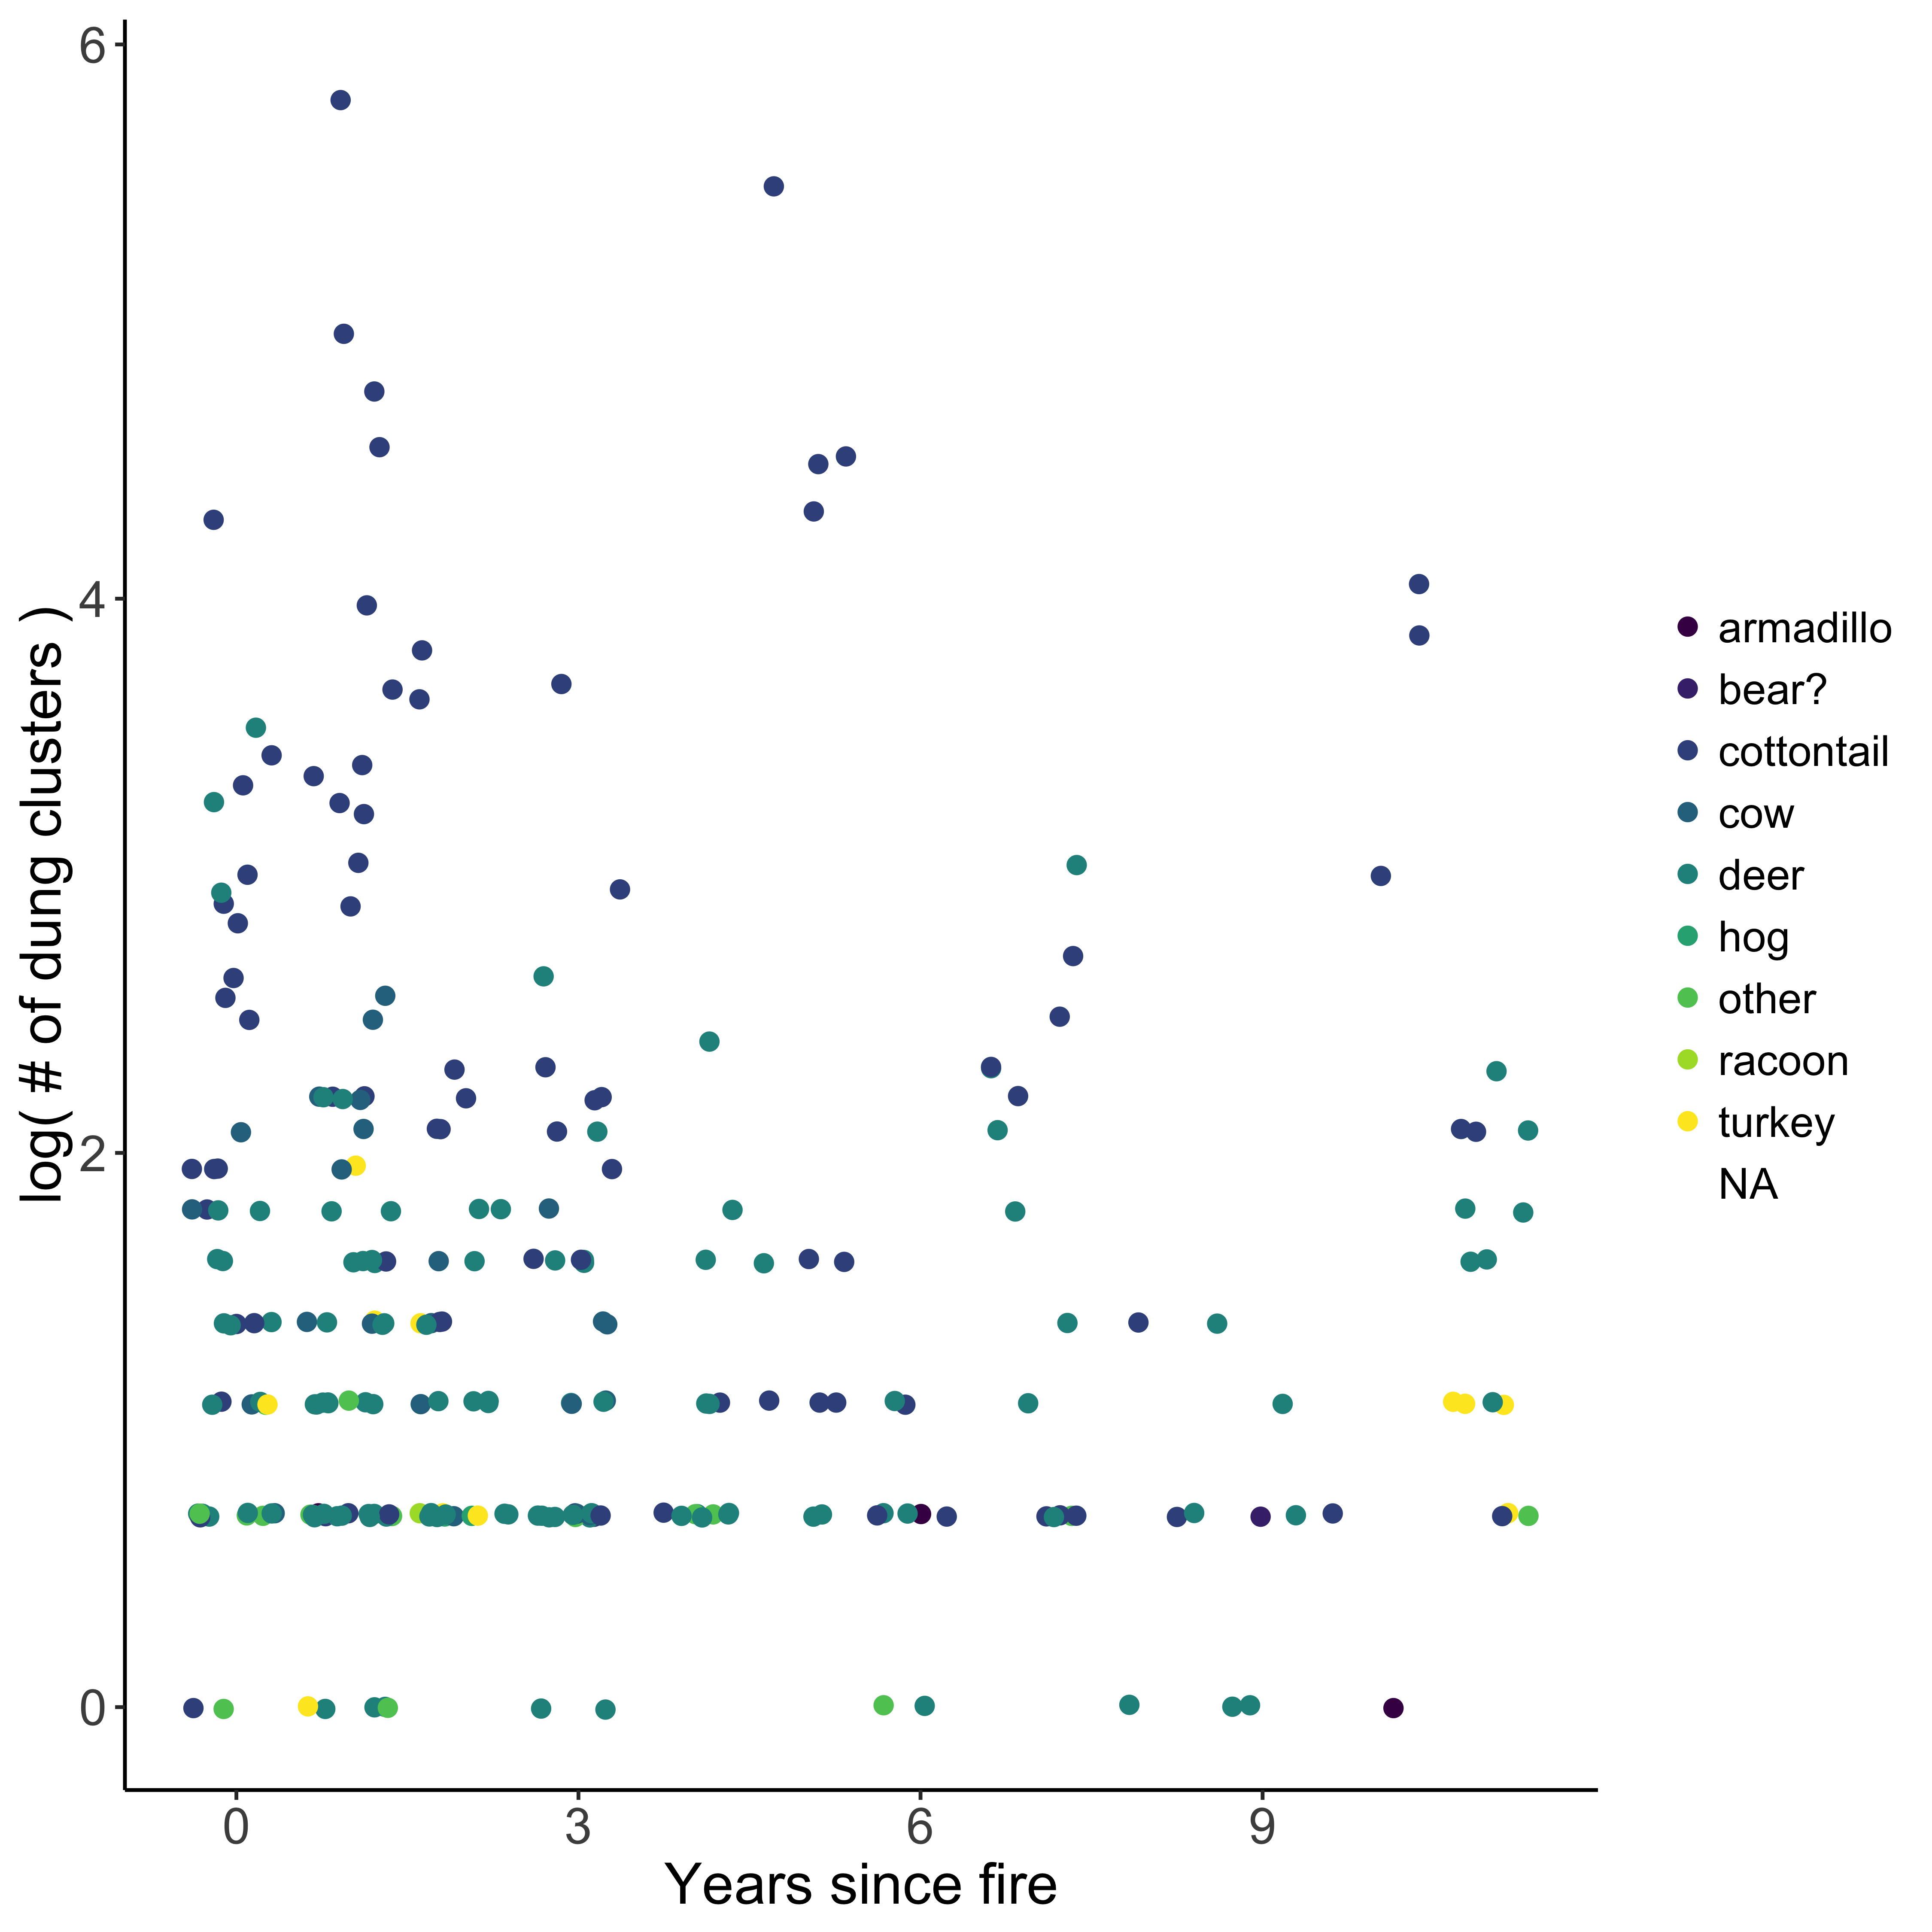 6
4
2
0
log( # of dung clusters )
0 3 6 9
Years since fire
armadillo
bear?
cottontail
cow
deer
hog
other
racoon
turkey
NA